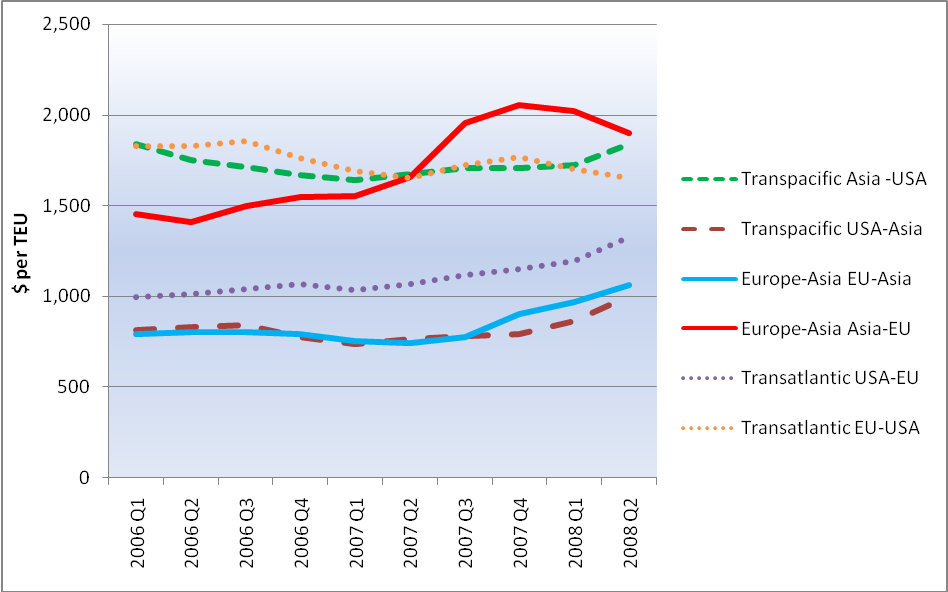 2,500
2,000
1,500
1,000
500
0
$ per TEU
2006 Q1
2006 Q2
2006 Q3
2006 Q4
2007 Q1
2007 Q2
2007 Q3
2007 Q4
2008 Q1
2008 Q2
Transpacific Asia -USA
Transpacific USA-Asia
Europe-Asia EU-Asia
Europe-Asia Asia-EU
Transatlantic USA-EU
Transatlantic EU-USA